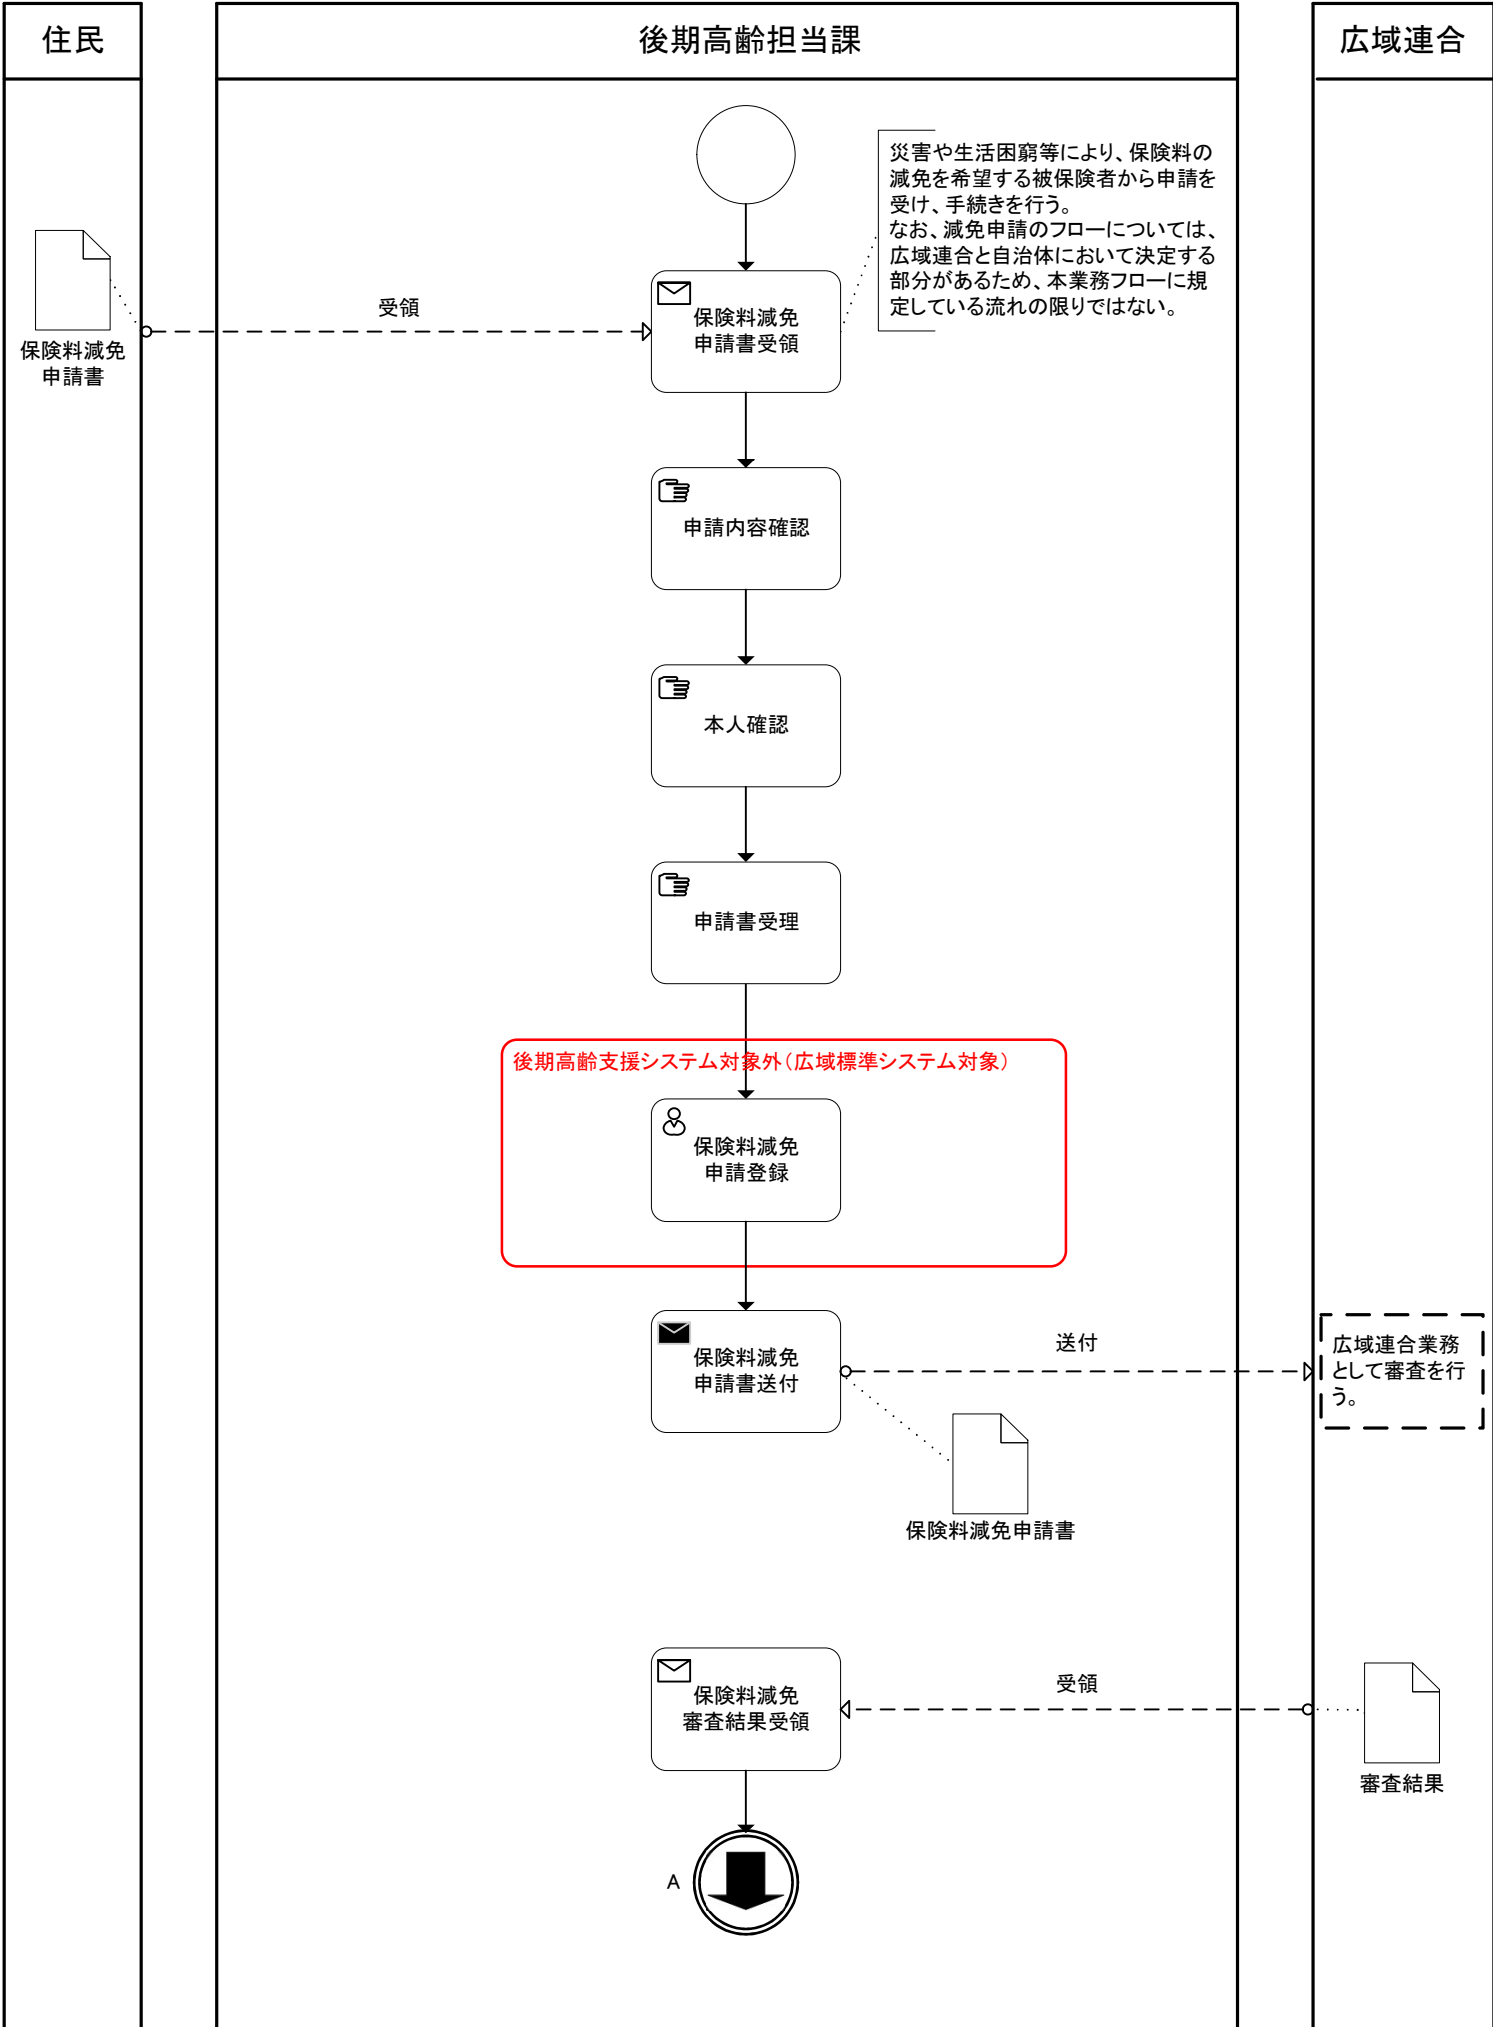 住民
後期高齢担当課
広域連合
災害や生活困窮等により、保険料の
減免を希望する被保険者から申請を
受け、手続きを行う。
なお、減免申請のフローについては、
広域連合と自治体において決定する
部分があるため、本業務フローに規
定している流れの限りではない。
保険料減免
申請書
受領
保険料減免
申請書受領
申請内容確認
本人確認
申請書受理
後期高齢支援システム対象外（広域標準システム対象）
保険料減免
申請登録
保険料減免
申請書送付
送付
広域連合業務
として審査を行
う。
保険料減免申請書
保険料減免
審査結果受領
受領
審査結果
A